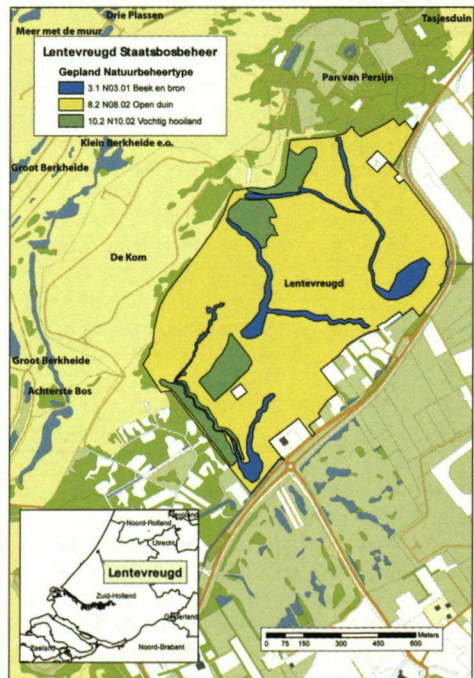 Drie Plassen
Tasjesduin
Meer met de muur
Lentevreugd Staatsbosbeheer
Gepland Natuurbeheertype
3.1 N03.01 Beek en bron
8.2 N08.02 Open duin
10.2 N10.02 Vochtig hooiland
Pan van Persijn
Klein Berkheide e.o.
Groot Berkheide
De Kom
Lentevreugd
Groot Berkheide
Achterste Bos
Noord-Holland
Flevoland
Utrecht
Lentevreugd
Zuid-Holland
Gelderland
Zeeland
Noord-Brabant
Meters
0 75 150 300 450 600